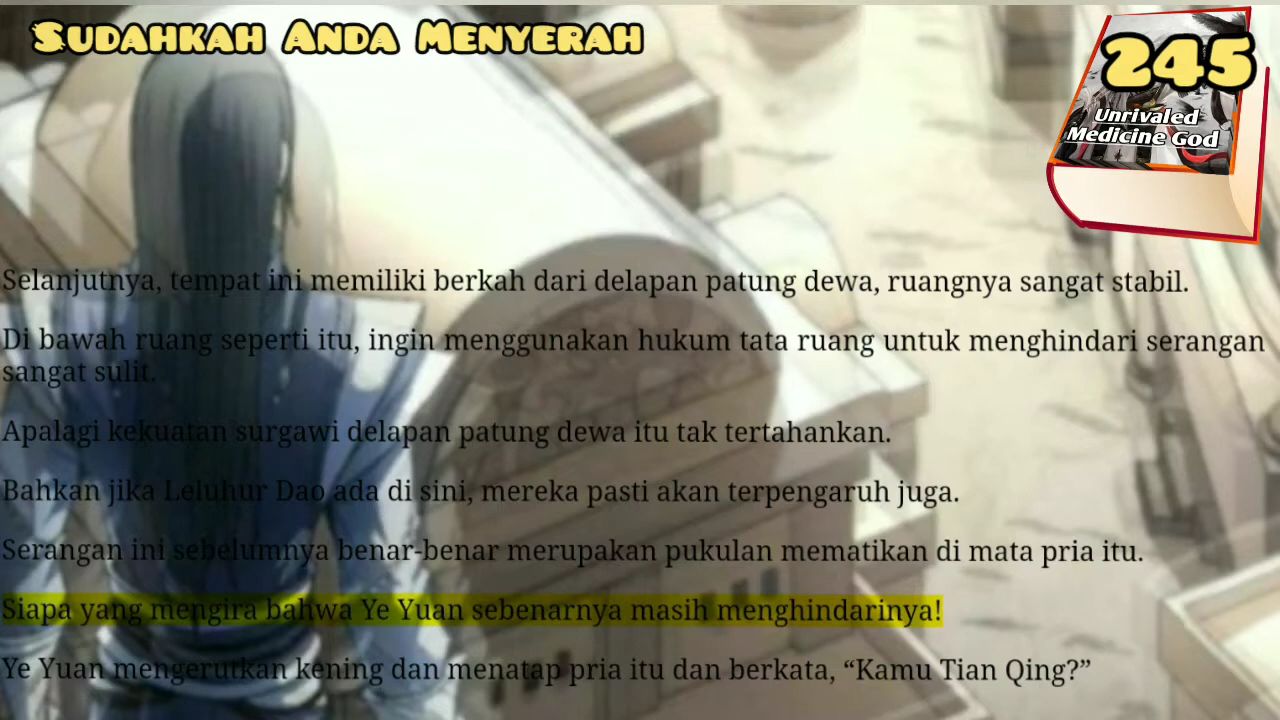 Sudahkah Anda Menyerah
245
Unrivaled
Medicine God
Selanjutnya, tempat ini memiliki berkah dari delapan patung dewa, ruangnya sangat stabil.
Di bawah ruang seperti itu, ingin menggunakan hukum tata ruang untuk menghindari serangan
sangat sulit.
Apalagi kekuatan surgawi delapan patung dewa itu tak tertahankan.
Bahkan jika Leluhur Dao ada di sini, mereka pasti akan terpengaruh juga.
Serangan ini sebelumnya benar-benar merupakan pukulan mematikan di mata pria itu.
Siapa yang mengira bahwa Ye Yuan sebenarnya masih menghindarinya!
Ye Yuan mengerutkan kening dan menatap pria itu dan berkata, “Kamu Tian Qing?”